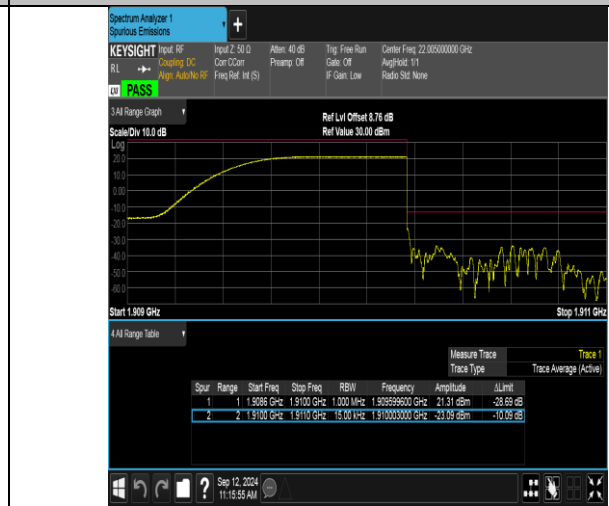 Spectrum Analyzer 1
Spurious Emissions
+
KEYSIGHT Input: RF Input Z: 50 Ω Atten: 40 dB Trig: Free Run Center Freq: 22.005000000 GHz
RL Coupling: DC Corr CCorr Preamp: Off Gate: Off Avg|Hold: 1/1
Align: Auto/No RF Freq Ref: Int (S) IF Gain: Low Radio Std: None
LXI PASS
3 All Range Graph
Ref Lvl Offset 8.76 dB
Scale/Div 10.0 dB Ref Value 30.00 dBm
Log
20.0
10.0
0.00
-10.0
-20.0
-30.0
-40.0
-50.0
-60.0
Start 1.909 GHz Stop 1.911 GHz
4 All Range Table
Measure Trace Trace 1
Trace Type Trace Average (Active)
Spur Range Start Freq Stop Freq RBW Frequency Amplitude ΔLimit
1 1 1.9086 GHz 1.9100 GHz 1.000 MHz 1.909599600 GHz 21.31 dBm -28.69 dB
2 2 1.9100 GHz 1.9110 GHz 15.00 kHz 1.910003000 GHz -23.09 dBm -10.09 dB
? Sep 12, 2024
11:15:55 AM